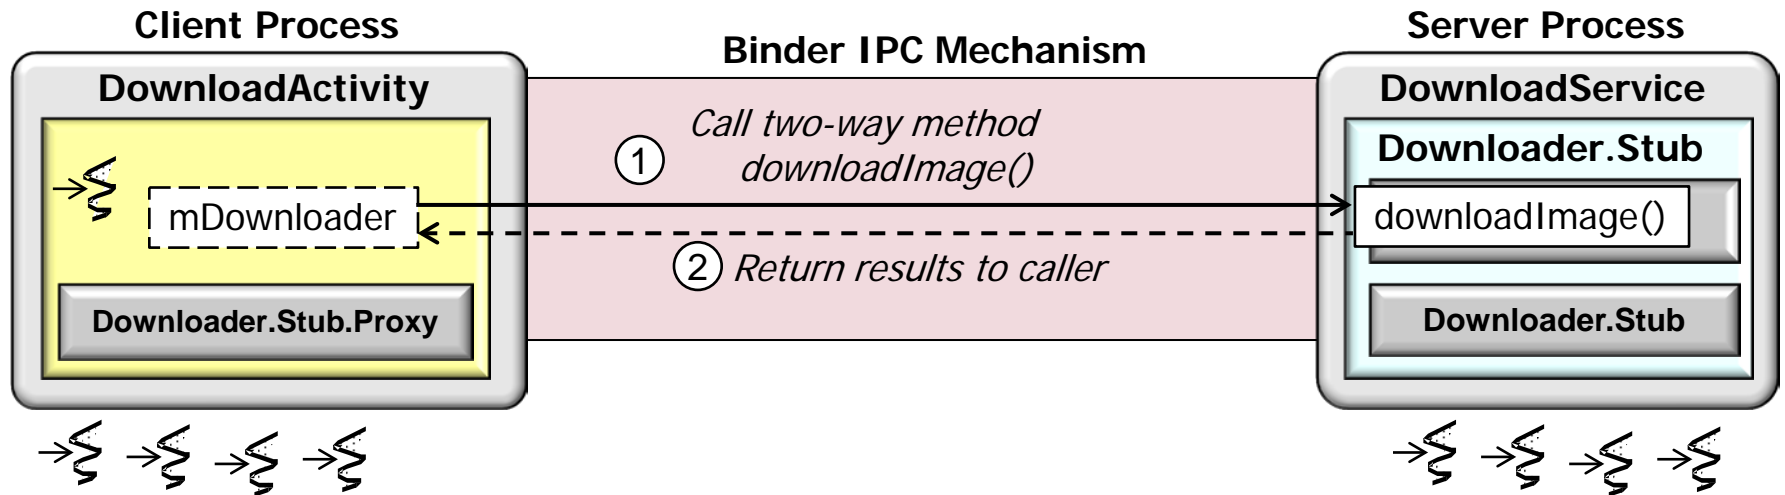 Client Process
DownloadActivity
mDownloader
Downloader.Stub.Proxy
Binder IPC Mechanism
1
Call two-way method
downloadImage()
2 Return results to caller
Server Process
DownloadService
Downloader.Stub
downloadImage()
Downloader.Stub